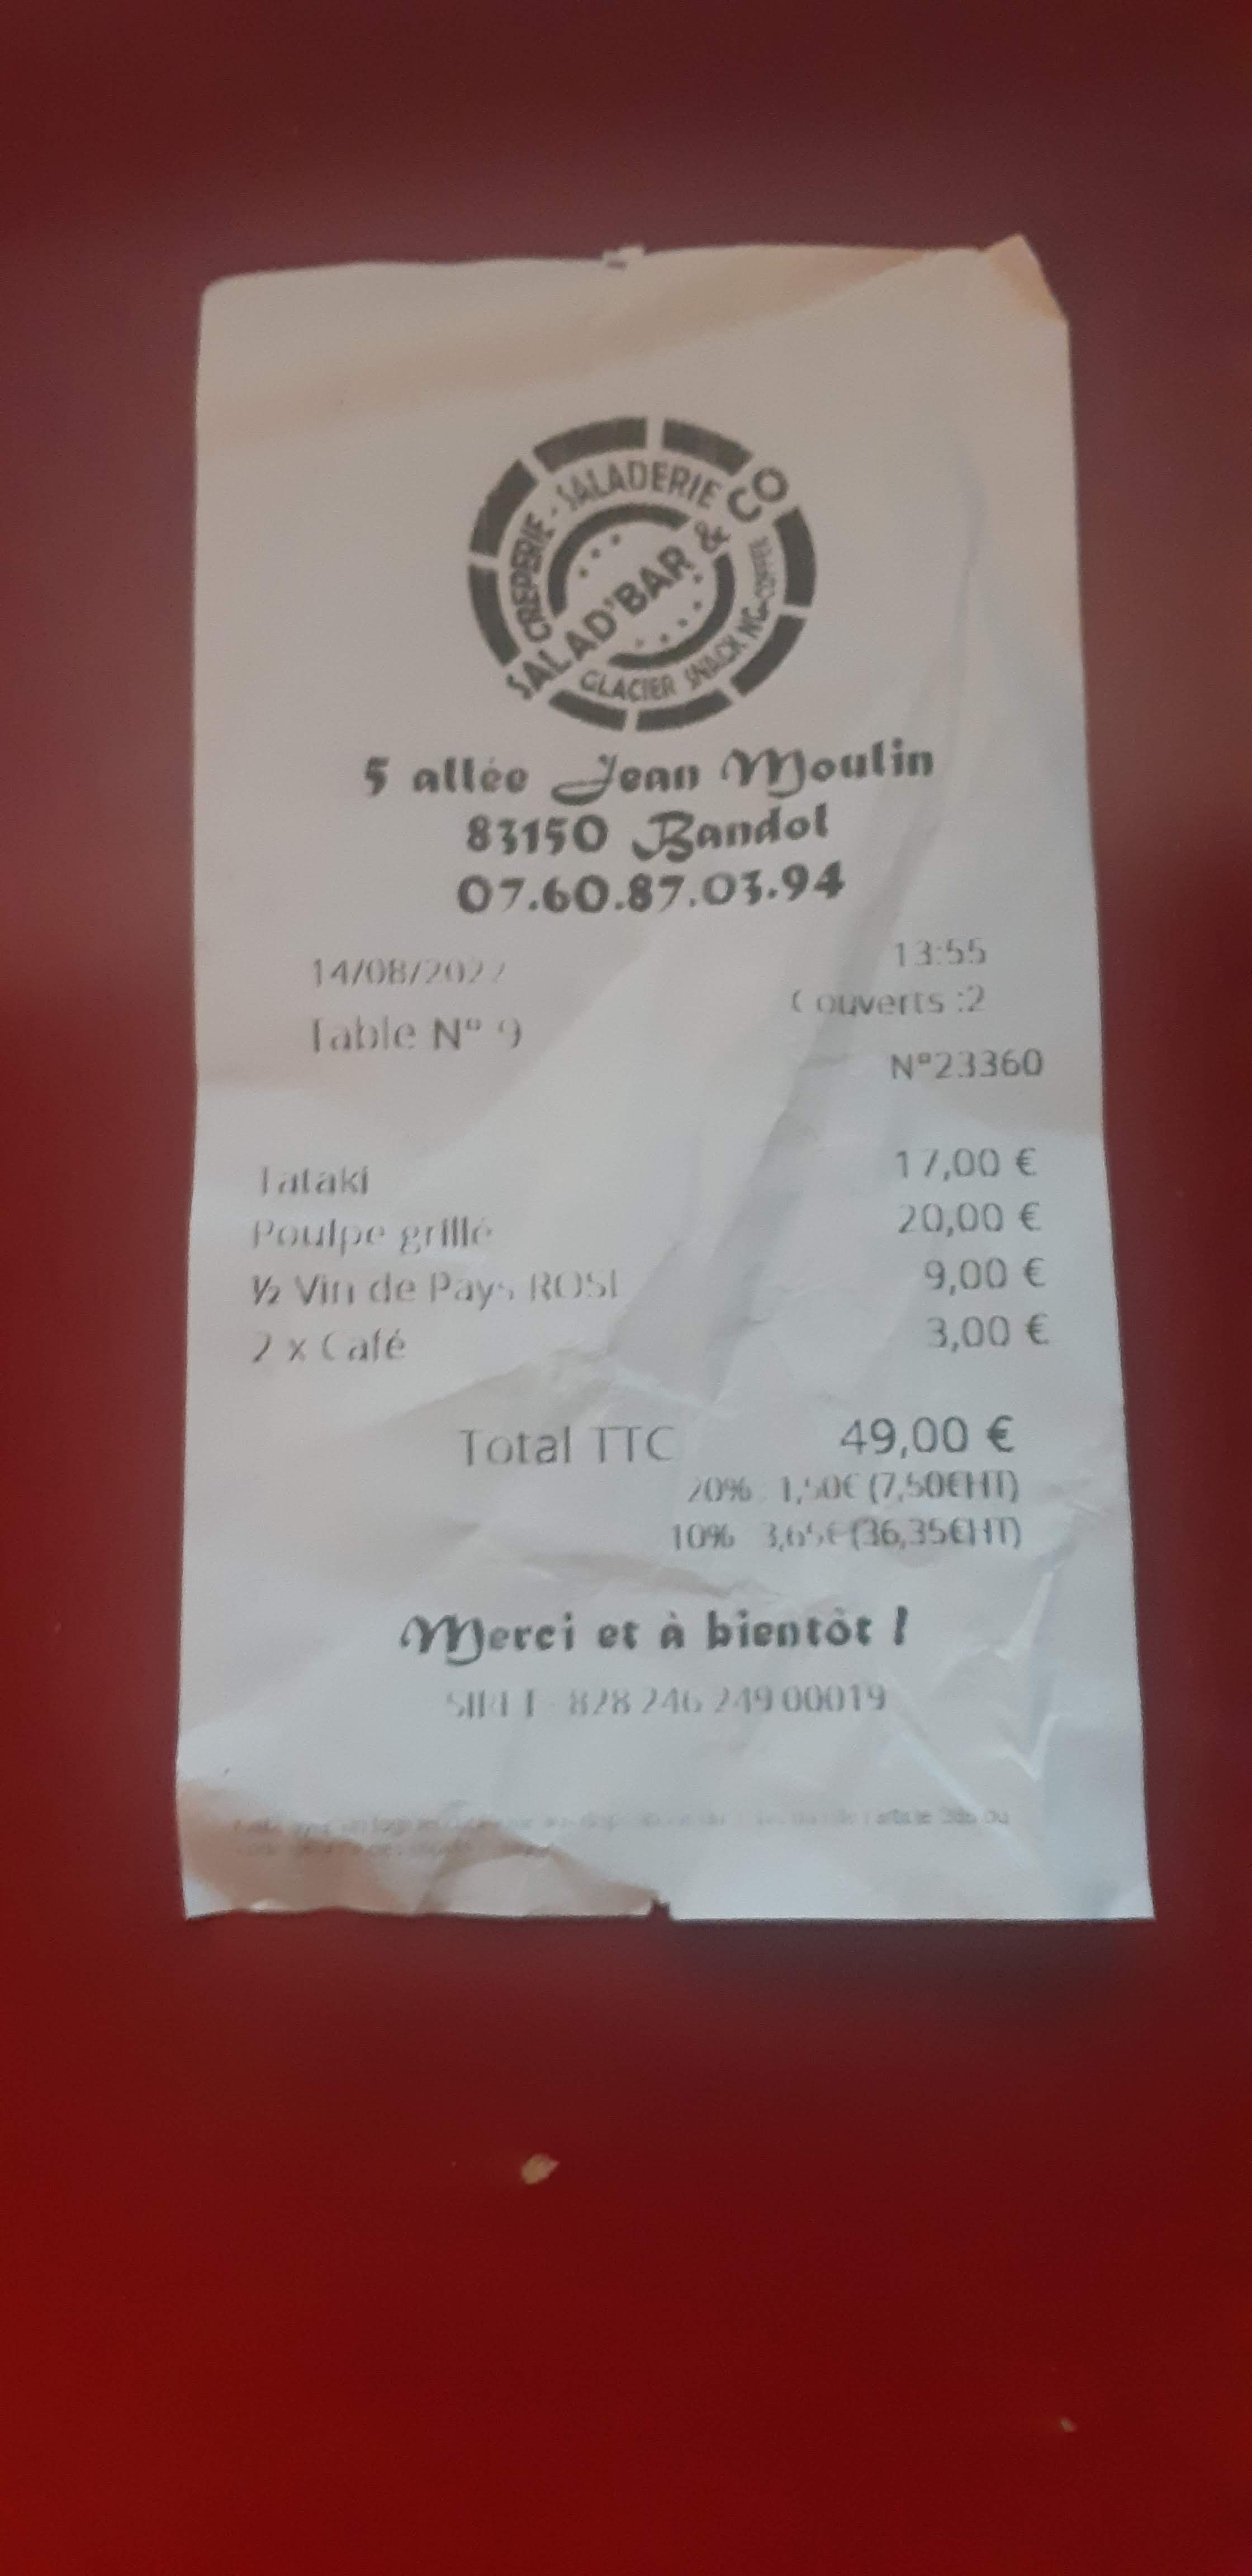 CREPERIE - SALADERIE
SALAD'BAR & CO
GLACIER SNACKING-COFFEE
5 allée Jean Moulin
83150 Bandol
07.60.87.03.94
14/08/2022 13:55
Table N° 9 Couverts :2
N°23360
Tataki 17,00 €
Poulpe grillé 20,00 €
½ Vin de Pays ROSE 9,00 €
2 x Café 3,00 €
Total TTC 49,00 €
20% : 1,50€ (7,50€HT)
10% : 3,65€ (36,35€HT)
Merci et à bientôt !
SIRET : 828 246 249 00019